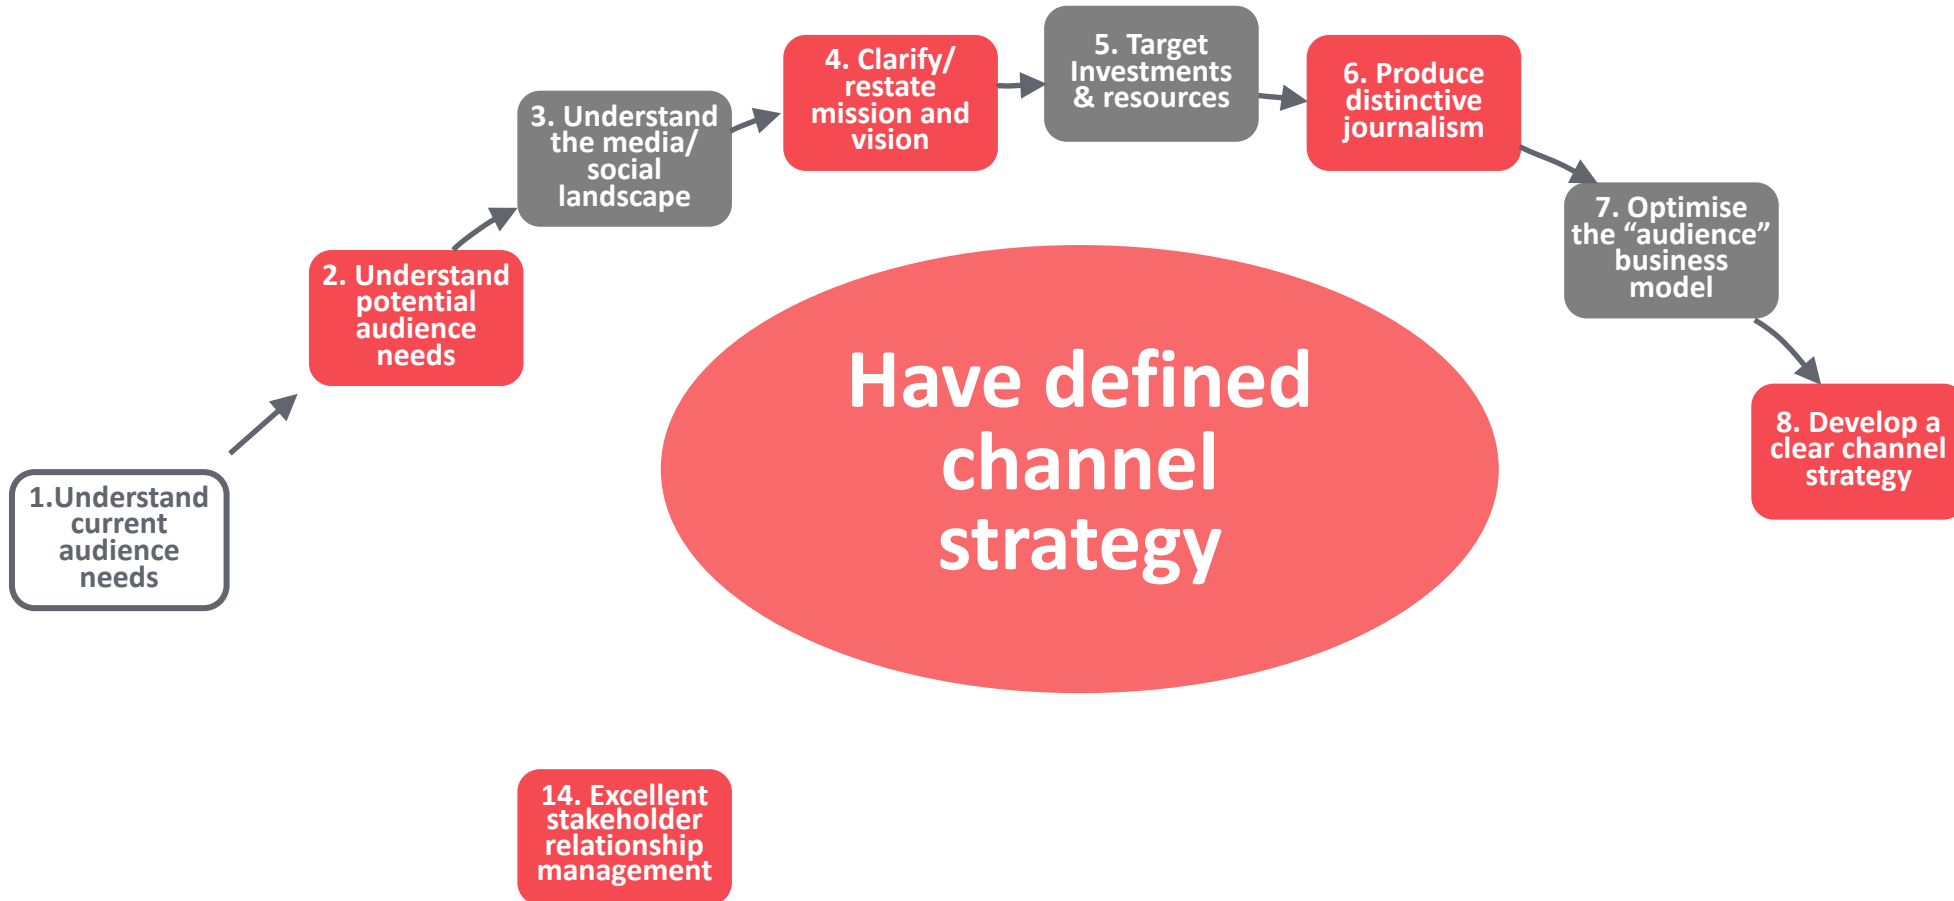 1.Understand
current
audience
needs
2. Understand
potential
audience
needs
3. Understand
the media/
social
landscape
4. Clarify/
restate
mission and
vision
5. Target
Investments
& resources
6. Produce
distinctive
journalism
7. Optimise
the “audience”
business
model
8. Develop a
clear channel
strategy
Have defined
channel
strategy
14. Excellent
stakeholder
relationship
management